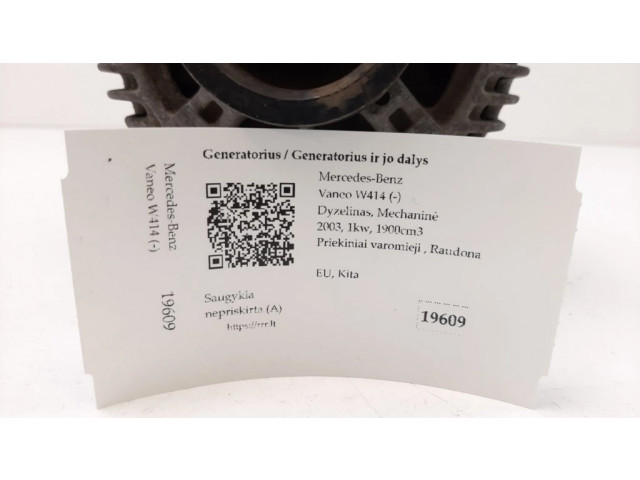 Generatorius / Generatorius ir jo dalys
Mercedes-Benz
Vaneo W414 (-)
Dyzelinas, Mechaninė
2003, 1kw, 1900cm3
Priekiniai varomieji , Raudona
EU, Kita
Saugykla
nepriskirta (A)
https://rrr.lt
19609
Mercedes-Benz
Vaneo W414 (-)
19609